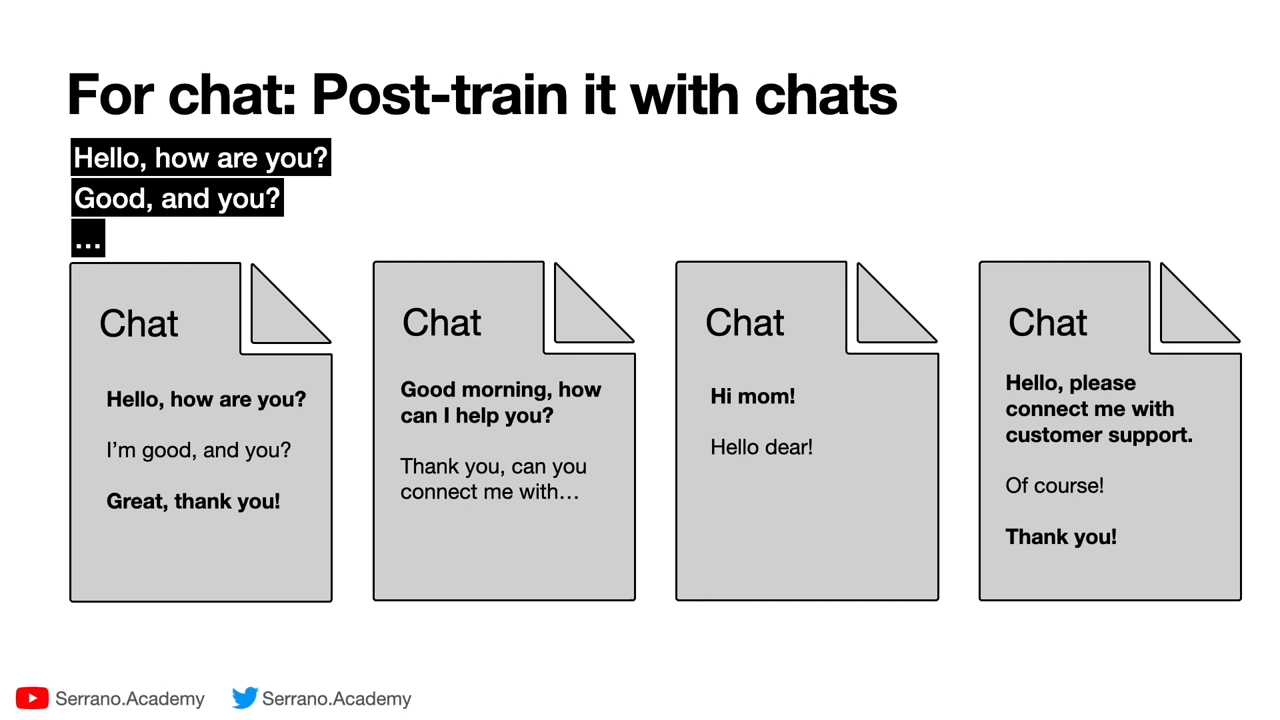 For chat: Post-train it with chats
Hello, how are you?
Good, and you?
...
Chat
Hello, how are you?
I'm good, and you?
Great, thank you!
Chat
Good morning, how
can I help you?
Thank you, can you
connect me with...
Chat
Hi mom!
Hello dear!
Chat
Hello, please
connect me with
customer support.
Of course!
Thank you!
Serrano.Academy
Serrano.Academy